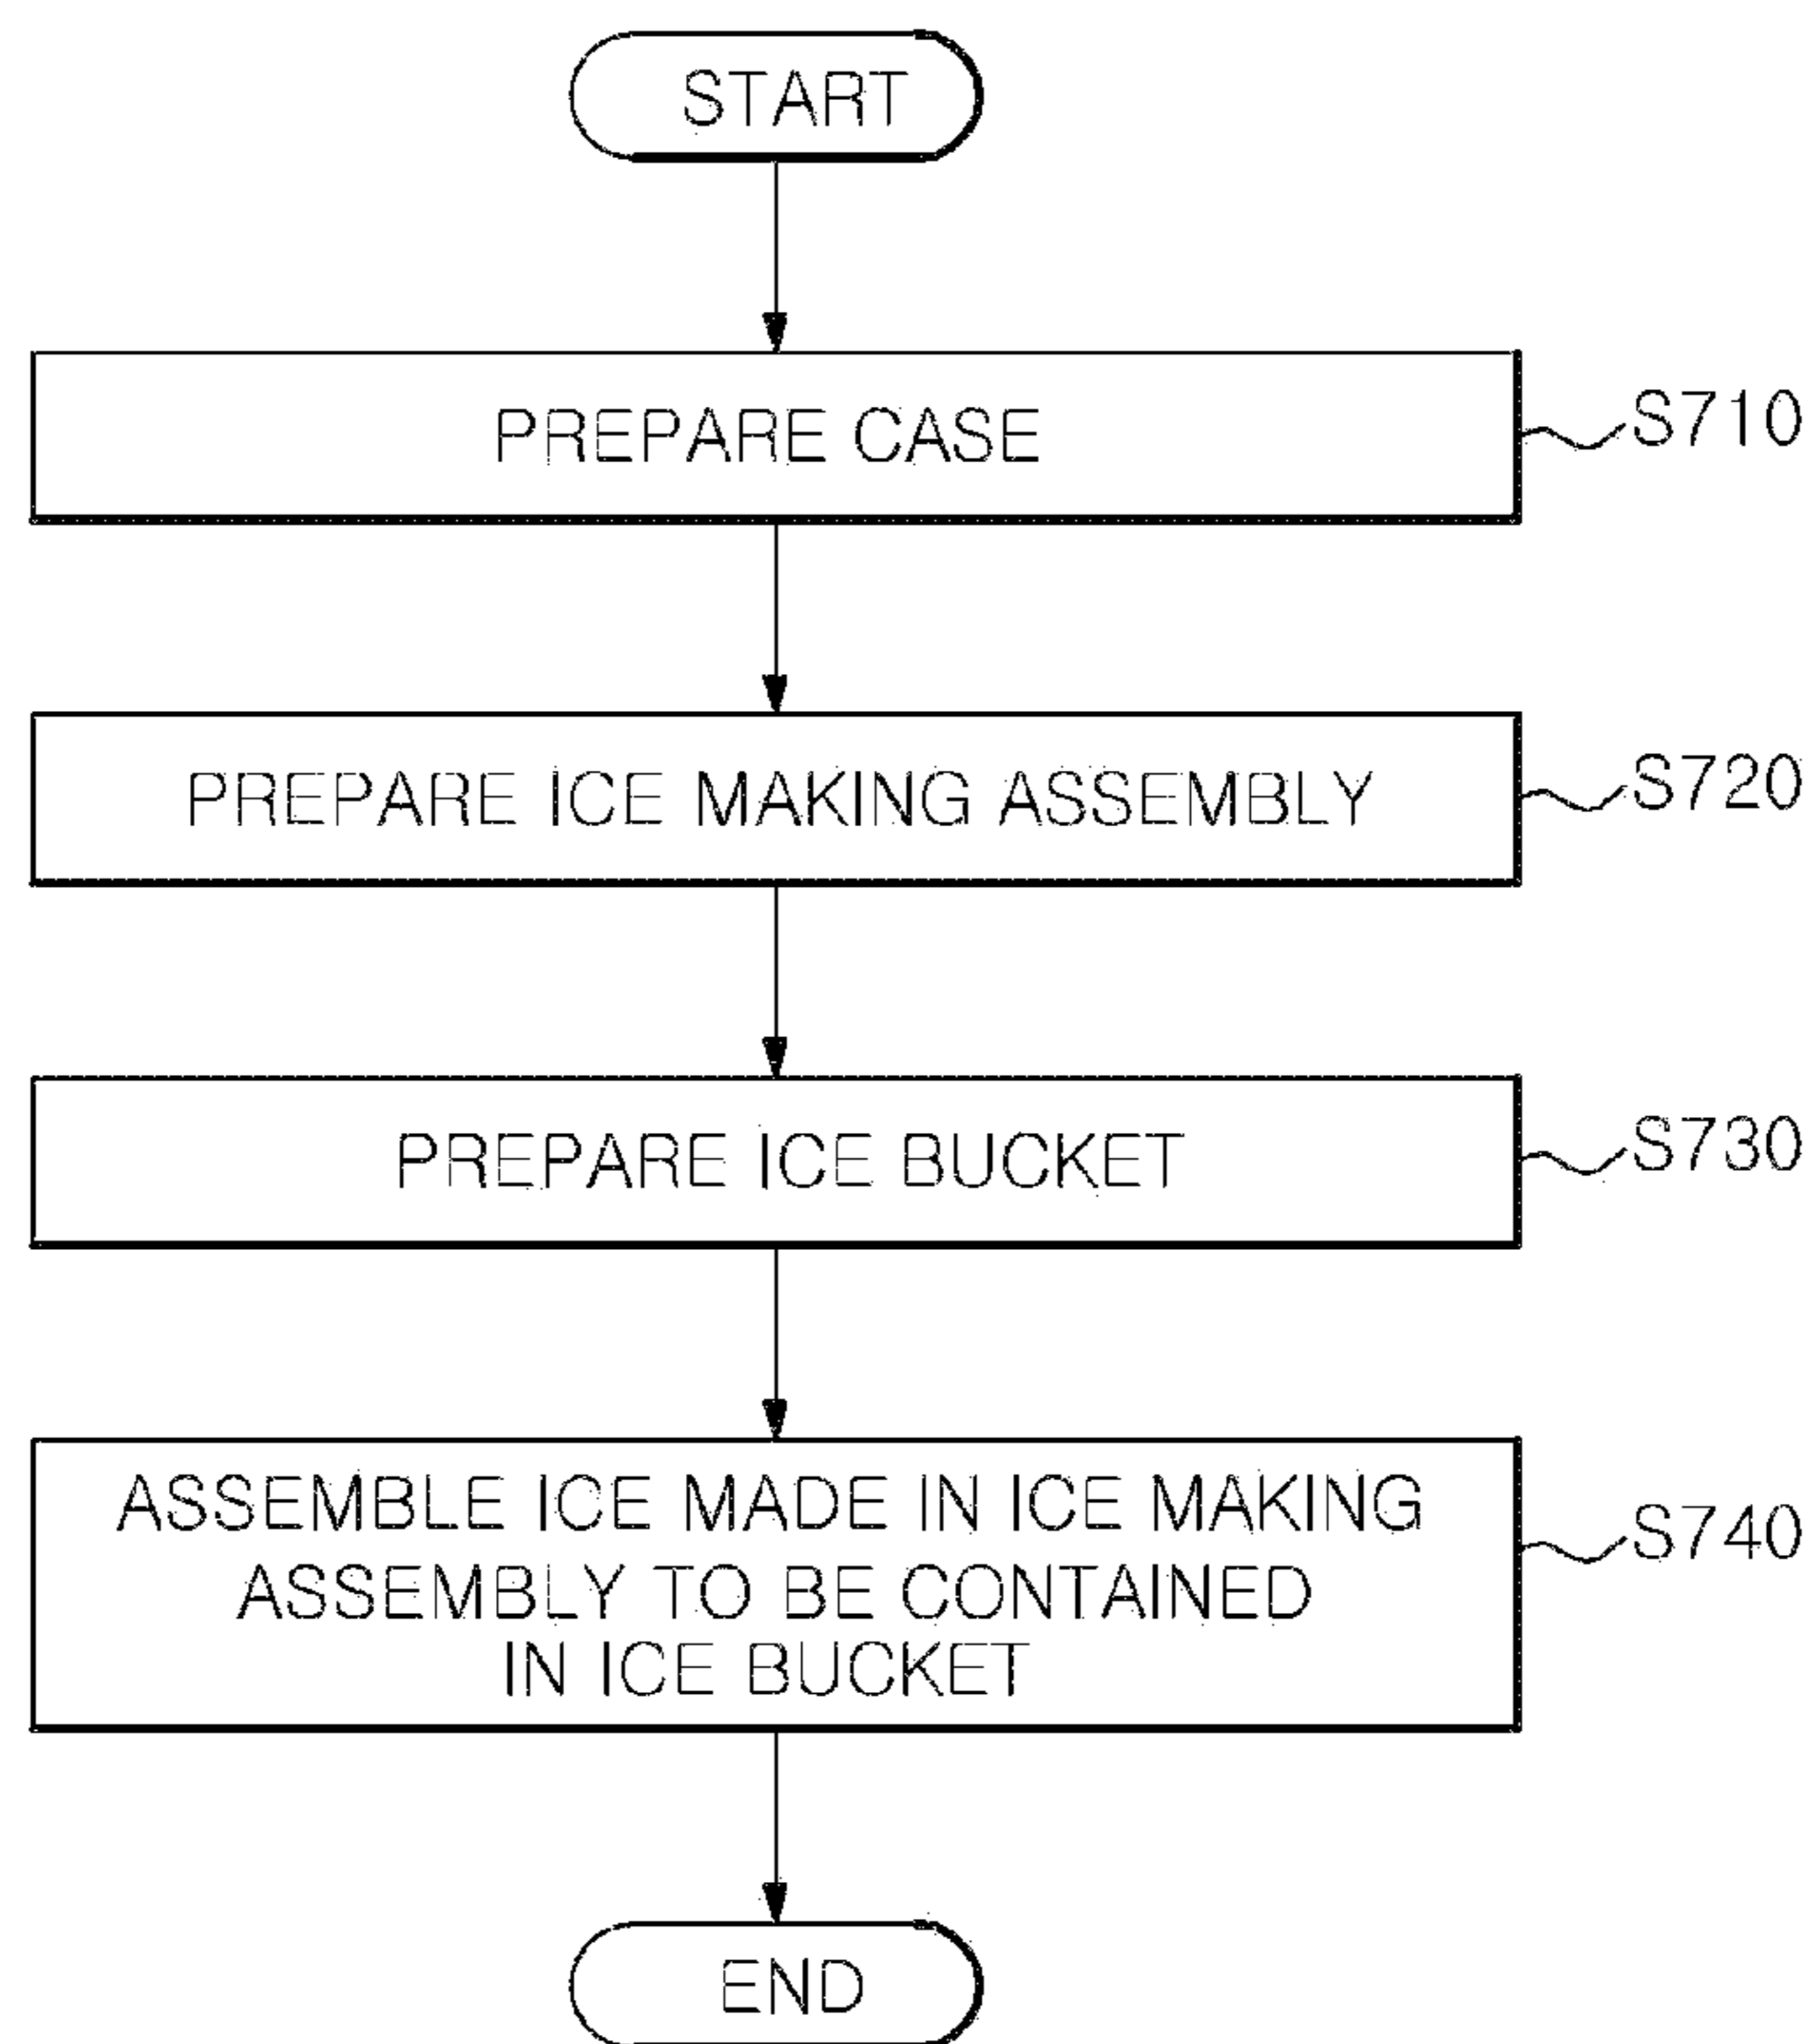 START
PREPARE CASE
S710
PREPARE ICE MAKING ASSEMBLY
S720
PREPARE ICE BUCKET
S730
ASSEMBLE ICE MADE IN ICE MAKING
ASSEMBLY TO BE CONTAINED
IN ICE BUCKET
S740
END